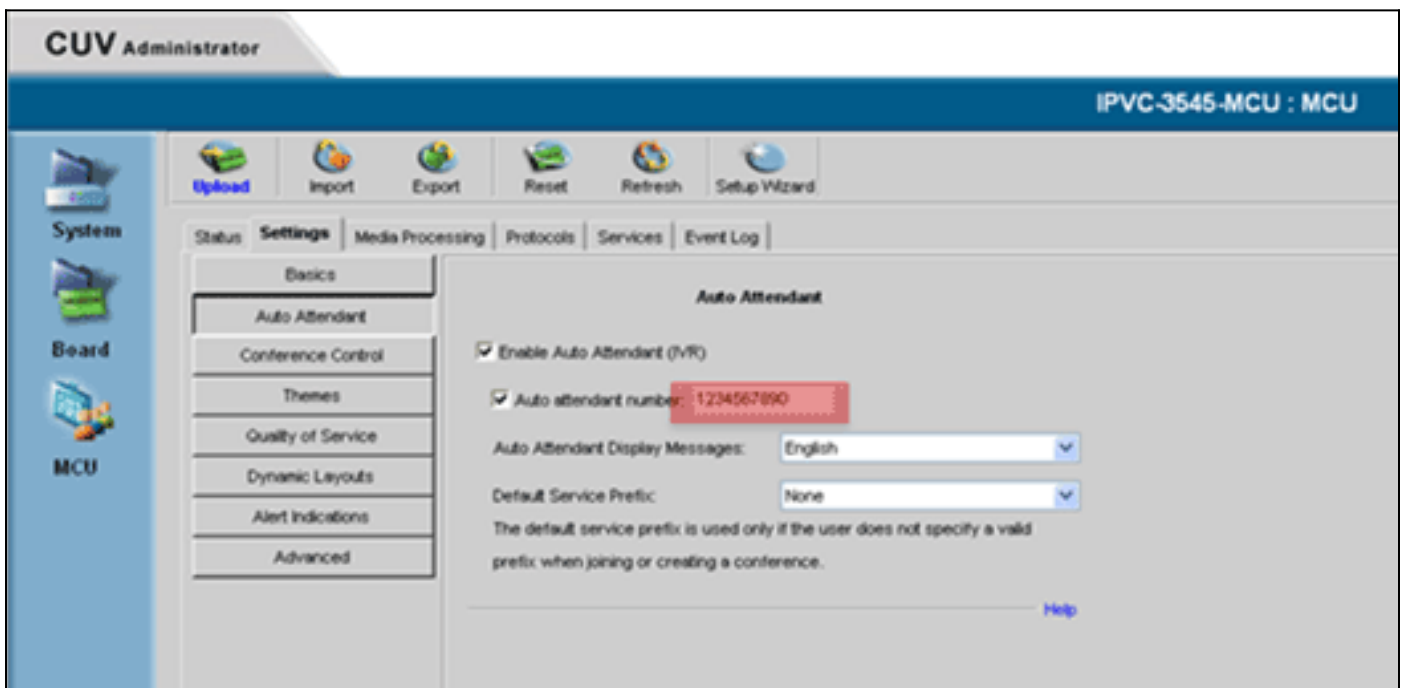 CUV Administrator
IPVC-3545-MCU : MCU
Upload Import Export Reset Refresh Setup Wizard
System
Status Settings Media Processing Protocols Services Event Log
Basics
Auto Attendant
Auto Attendant
Board
Conference Control
Enable Auto Attendant (IVR)
Themes
Auto attendant number: 1234567890
Quality of Service
Auto Attendant Display Messages: English
MCU
Dynamic Layouts
Default Service Prefix: None
Alert Indications
The default service prefix is used only if the user does not specify a valid
Advanced
prefix when joining or creating a conference.
Help